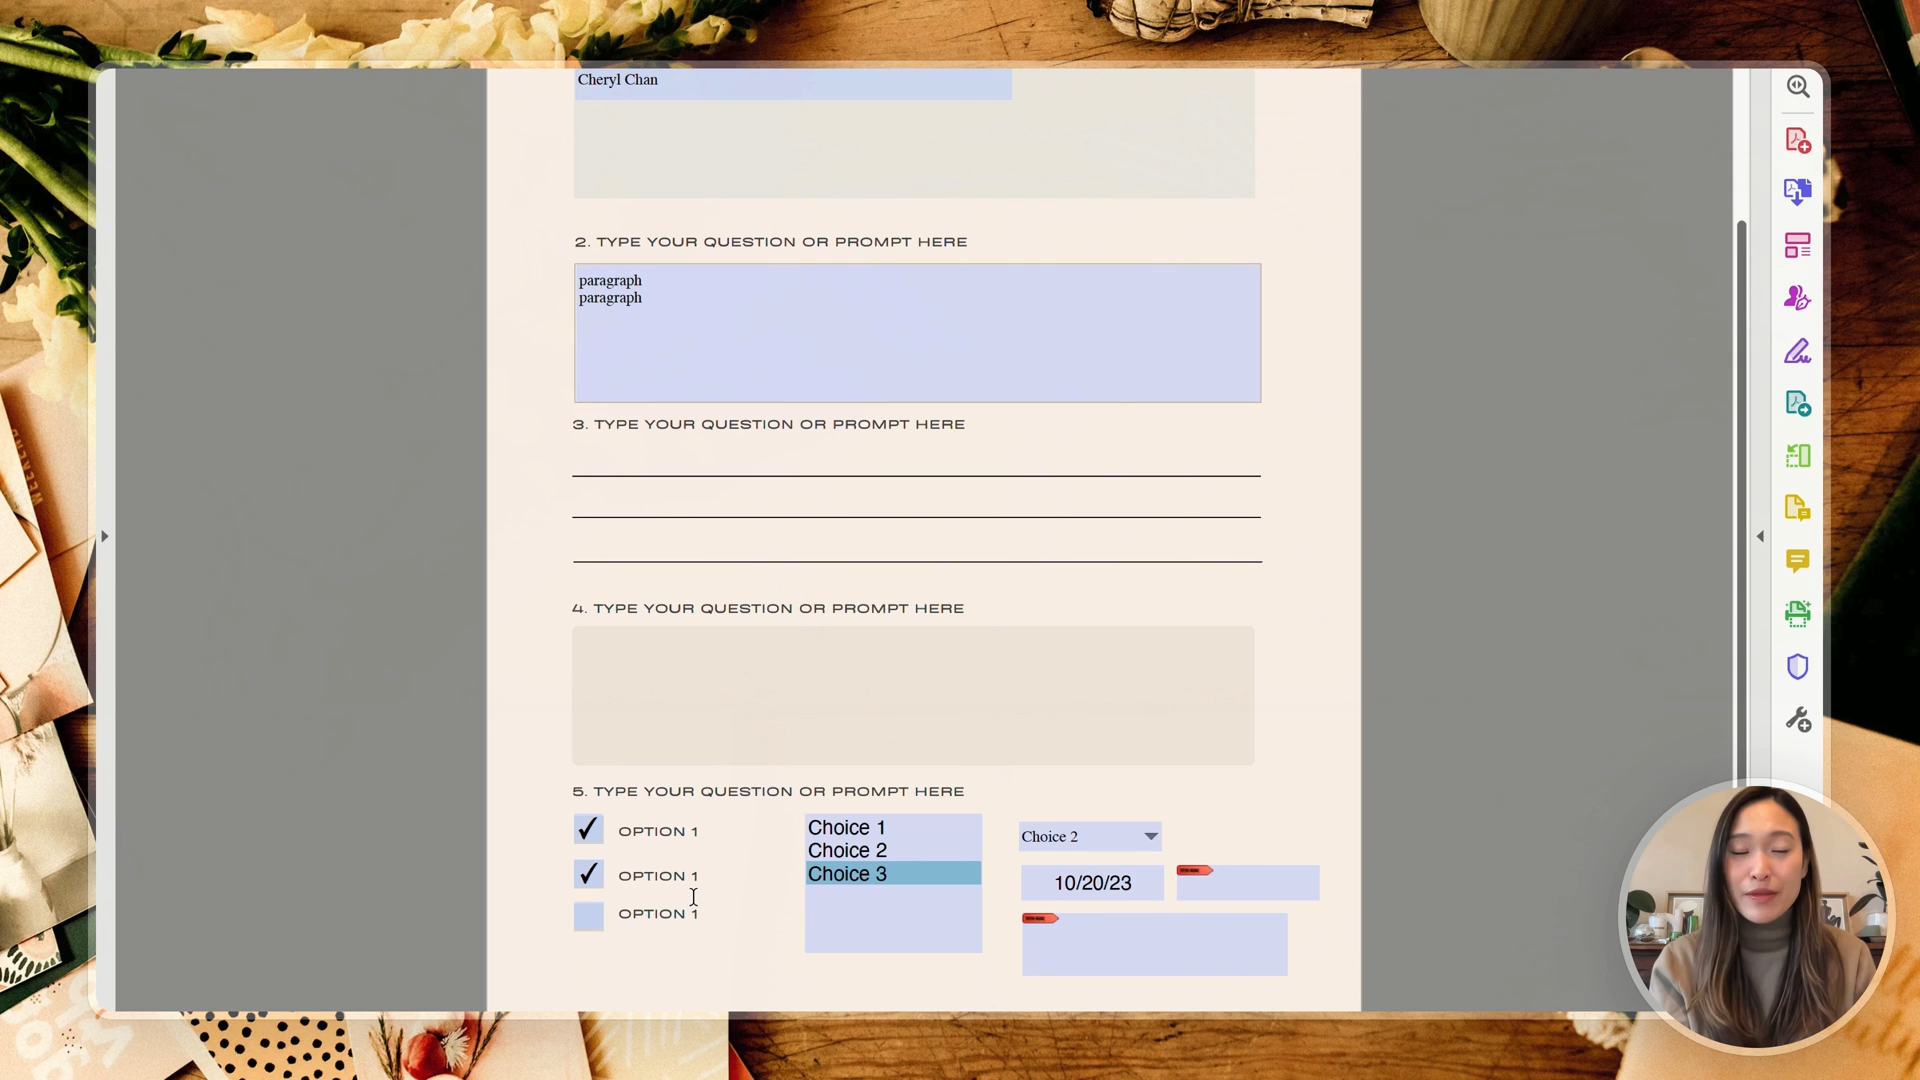 Cheryl Chan
2. TYPE YOUR QUESTION OR PROMPT HERE
paragraph
paragraph
3. TYPE YOUR QUESTION OR PROMPT HERE
4. TYPE YOUR QUESTION OR PROMPT HERE
5. TYPE YOUR QUESTION OR PROMPT HERE
OPTION 1
OPTION 1
OPTION 1
Choice 1
Choice 2
Choice 3
Choice 2
10/20/23
WEEKEND